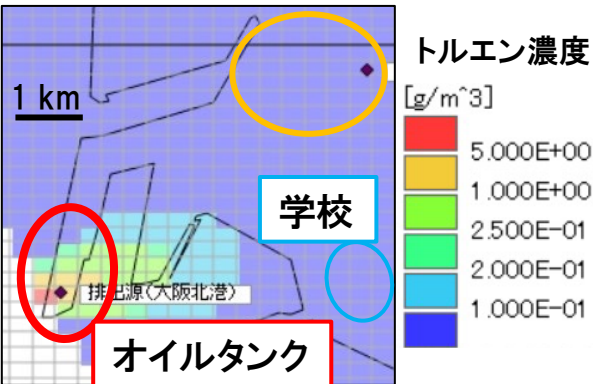 トルエン濃度
1 km
[g/m^3]
5.000E+00
1.000E+00
2.500E-01
2.000E-01
1.000E-01
学校
排出源(大阪北港)
オイルタンク